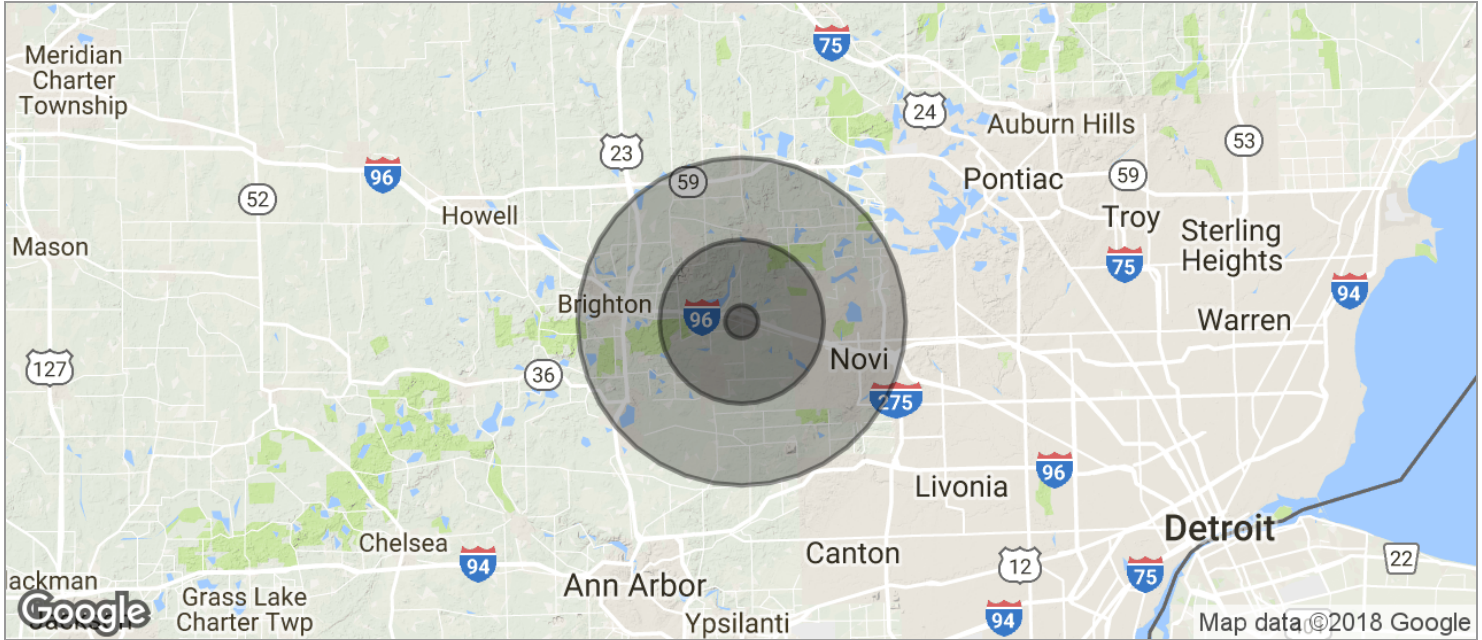 Meridian
Charter
Township
75
24
Auburn Hills
53
23
96
59
59
Pontiac
52
Howell
Troy
Sterling
Heights
Mason
75
94
Brighton
96
Warren
127
36
Novi
275
96
Livonia
Detroit
Chelsea
94
Canton
12
75
22
ackman
Ann Arbor
Grass Lake
Charter Twp
Google
Jackson
94
Ypsilanti
Map data ©2018 Google